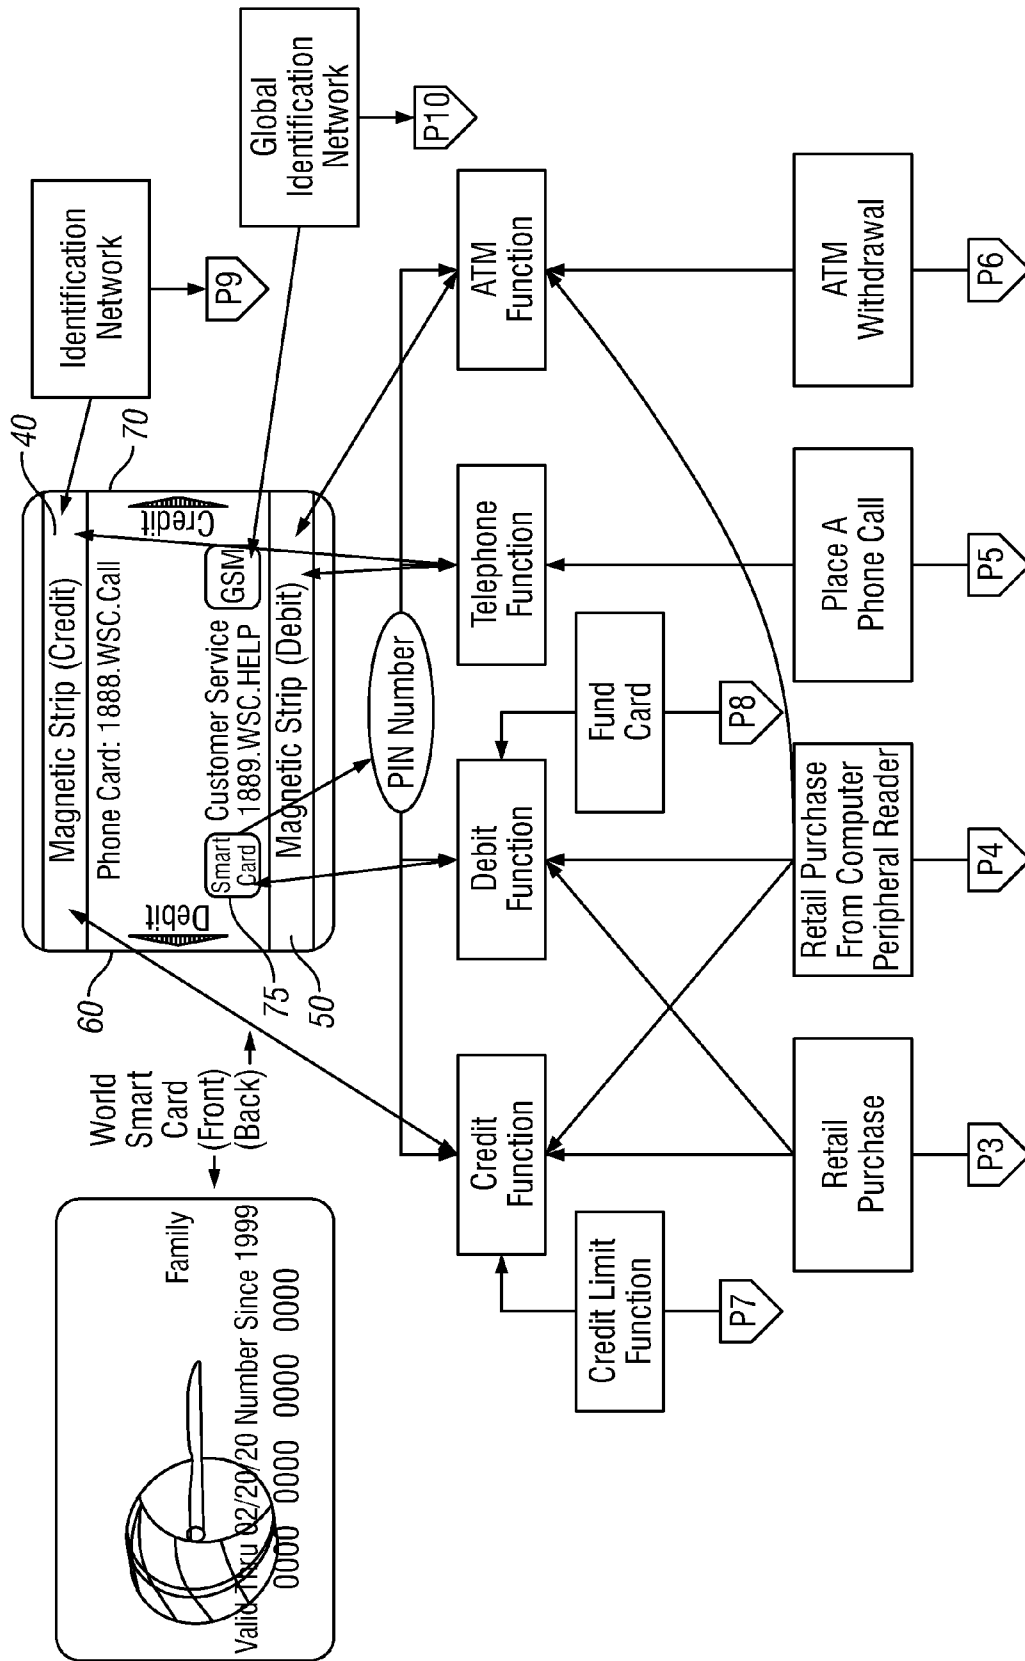 Family
Valid Thru 02/20/20 Number Since 1999
0000 0000 0000 0000
World
Smart
Card
(Front)
(Back)
60
40
70
75
50
Magnetic Strip (Credit)
Phone Card: 1888.WSC.Call
Debit
Credit
Smart
Card
Customer Service
1889.WSC.HELP
GSM
Magnetic Strip (Debit)
Identification
Network
P9
Global
Identification
Network
P10
PIN Number
Credit
Function
Debit
Function
Telephone
Function
ATM
Function
Credit Limit
Function
P7
Fund
Card
P8
Retail
Purchase
P3
Retail Purchase
From Computer
Peripheral Reader
P4
Place A
Phone Call
P5
ATM
Withdrawal
P6